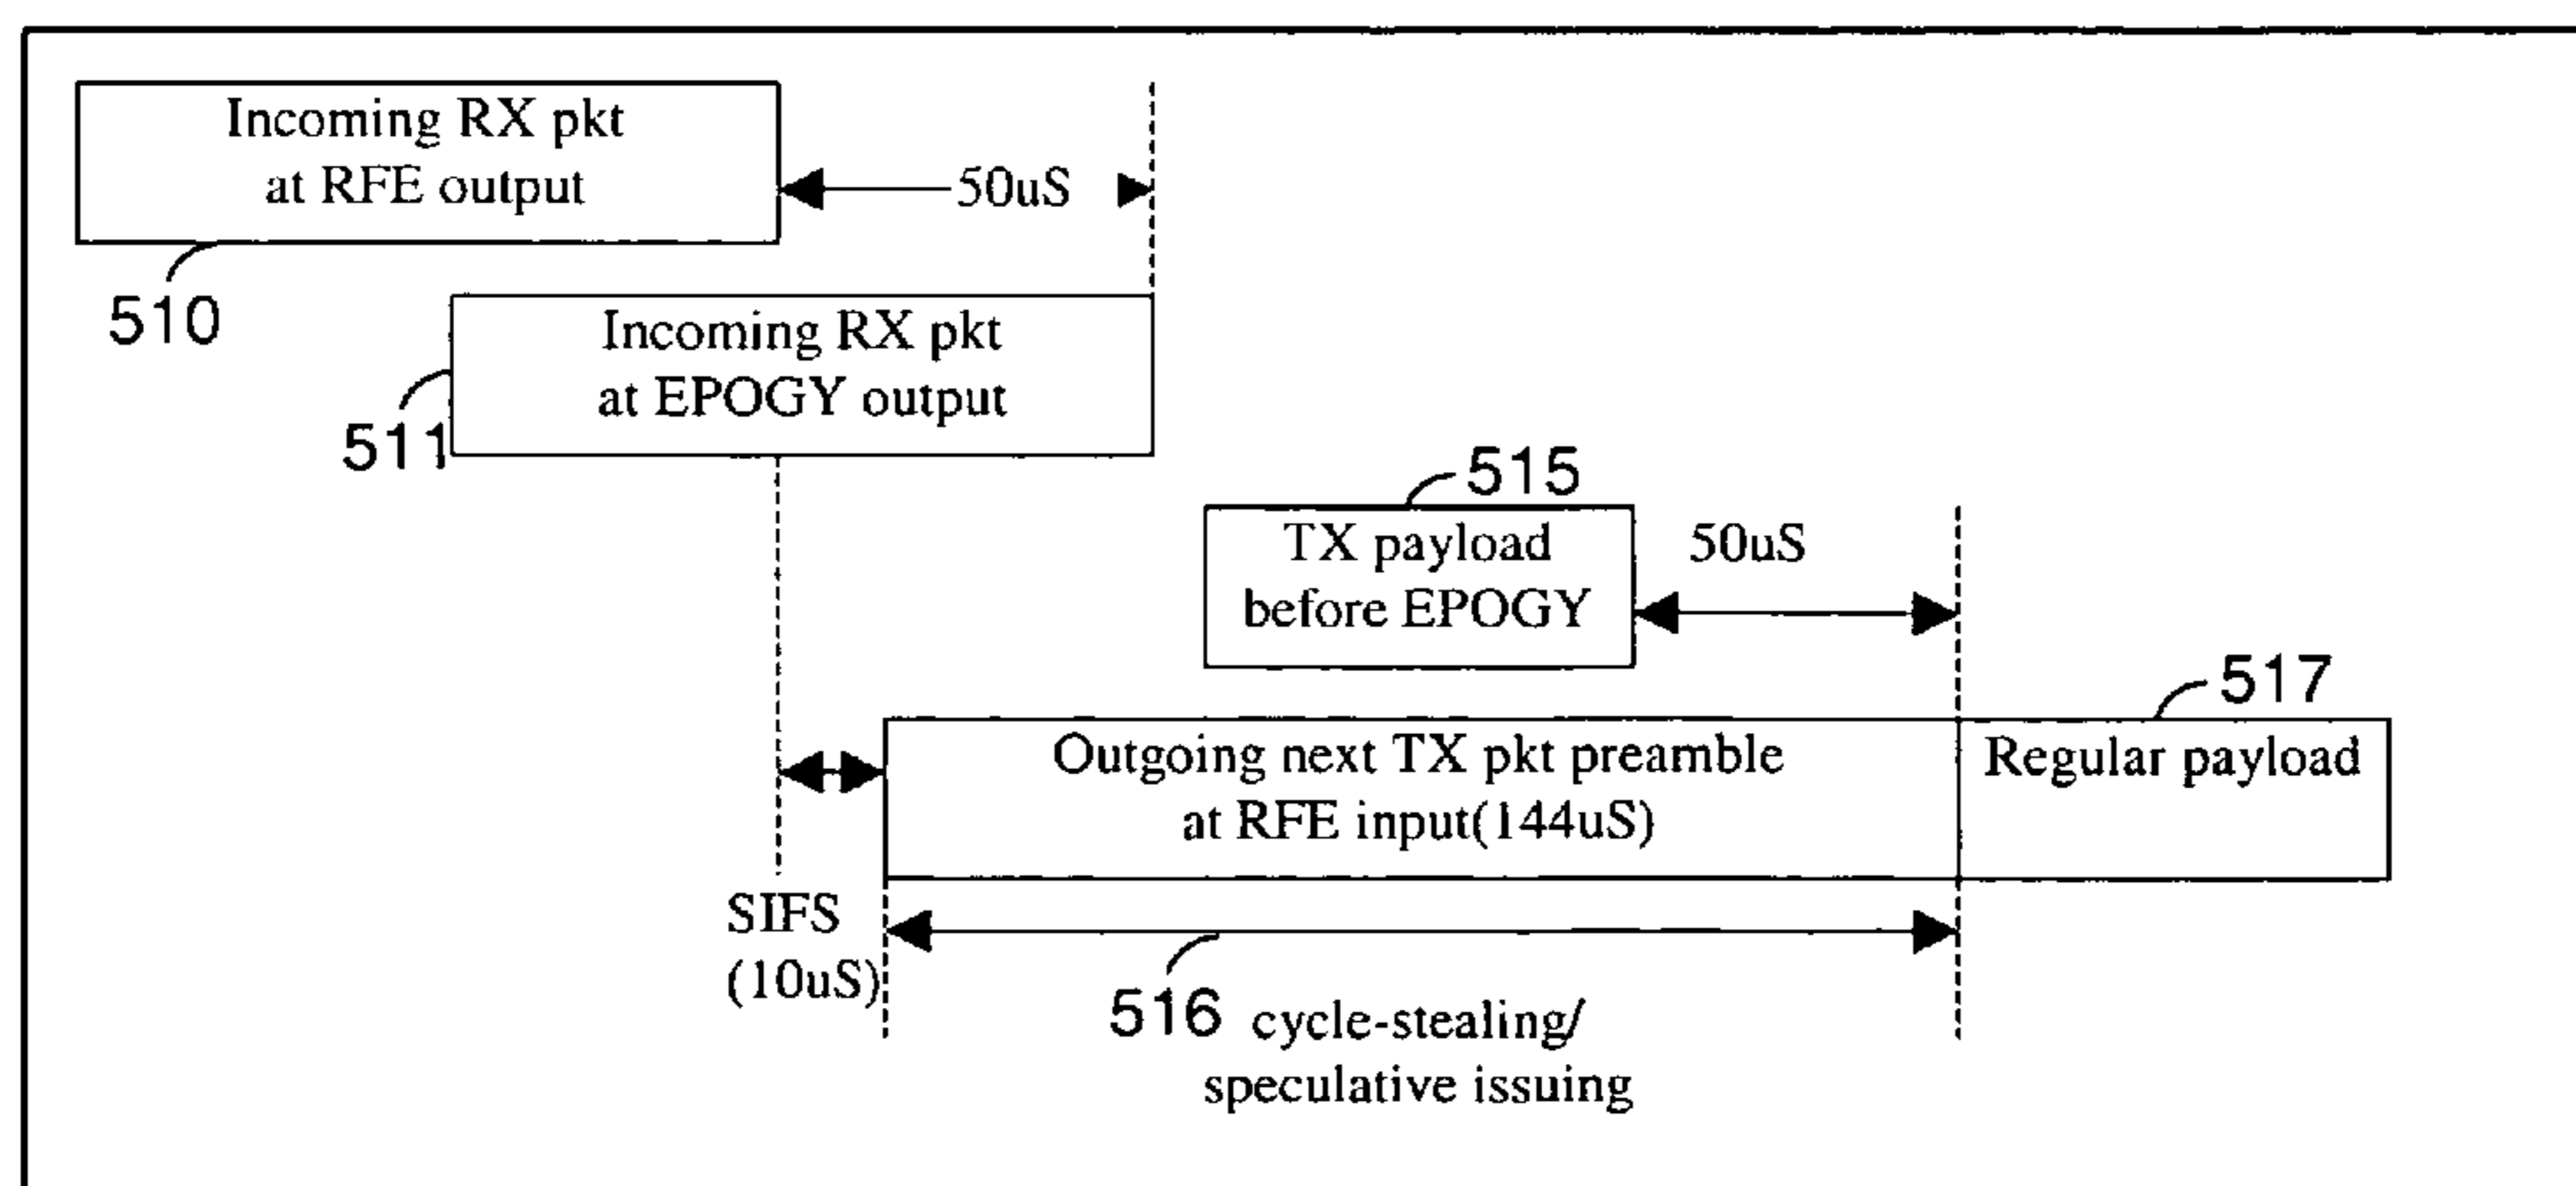 Incoming RX pkt
at RFE output
50uS
510
Incoming RX pkt
at EPOGY output
511
515
TX payload
before EPOGY
50uS
517
Outgoing next TX pkt preamble
at RFE input(144uS)
Regular payload
SIFS
(10uS)
516 cycle-stealing/
speculative issuing